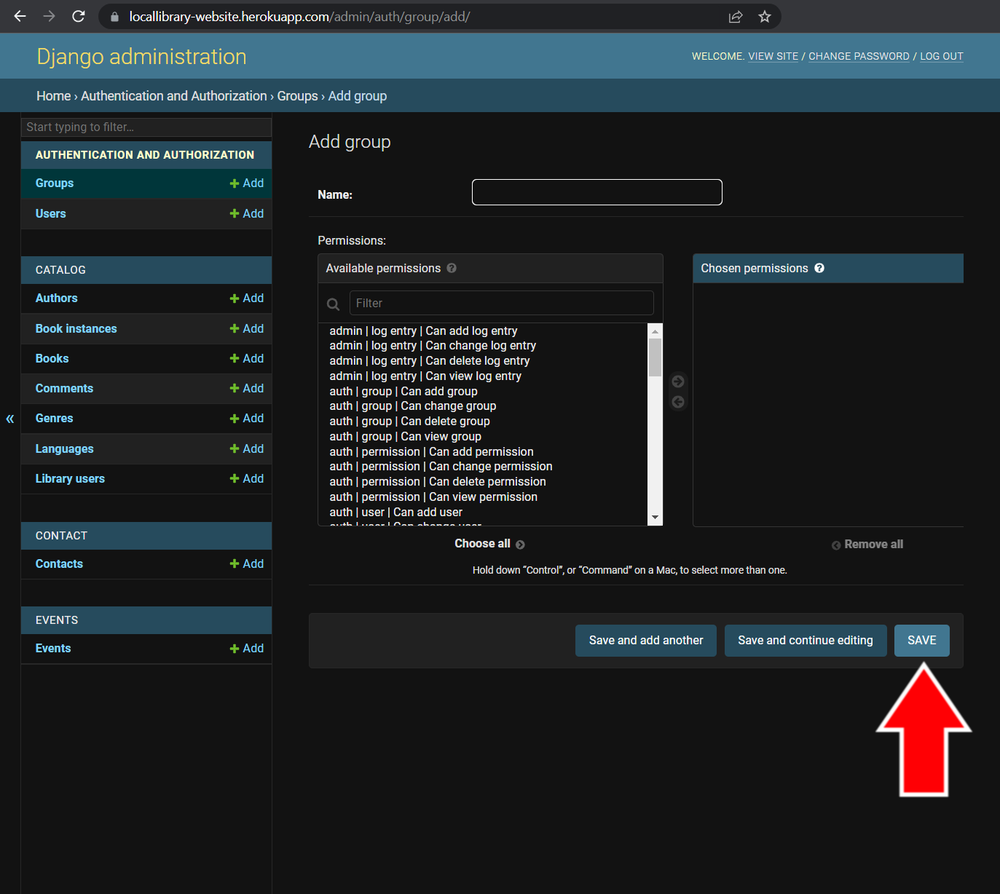 locallibrary-website.herokuapp.com/admin/auth/group/add/
Django administration
WELCOME. VIEW SITE / CHANGE PASSWORD / LOG OUT
Home › Authentication and Authorization › Groups › Add group
Start typing to filter...
AUTHENTICATION AND AUTHORIZATION
Groups Add
Users Add
CATALOG
Authors Add
Book instances Add
Books Add
Comments Add
Genres Add
Languages Add
Library users Add
CONTACT
Contacts Add
EVENTS
Events Add
«
Add group
Name:
Permissions:
Available permissions ?
Filter
admin | log entry | Can add log entry
admin | log entry | Can change log entry
admin | log entry | Can delete log entry
admin | log entry | Can view log entry
auth | group | Can add group
auth | group | Can change group
auth | group | Can delete group
auth | group | Can view group
auth | permission | Can add permission
auth | permission | Can change permission
auth | permission | Can delete permission
auth | permission | Can view permission
auth | user | Can add user
auth | user | Can change user
Choose all
Chosen permissions ?
Remove all
Hold down “Control”, or “Command” on a Mac, to select more than one.
Save and add another
Save and continue editing
SAVE